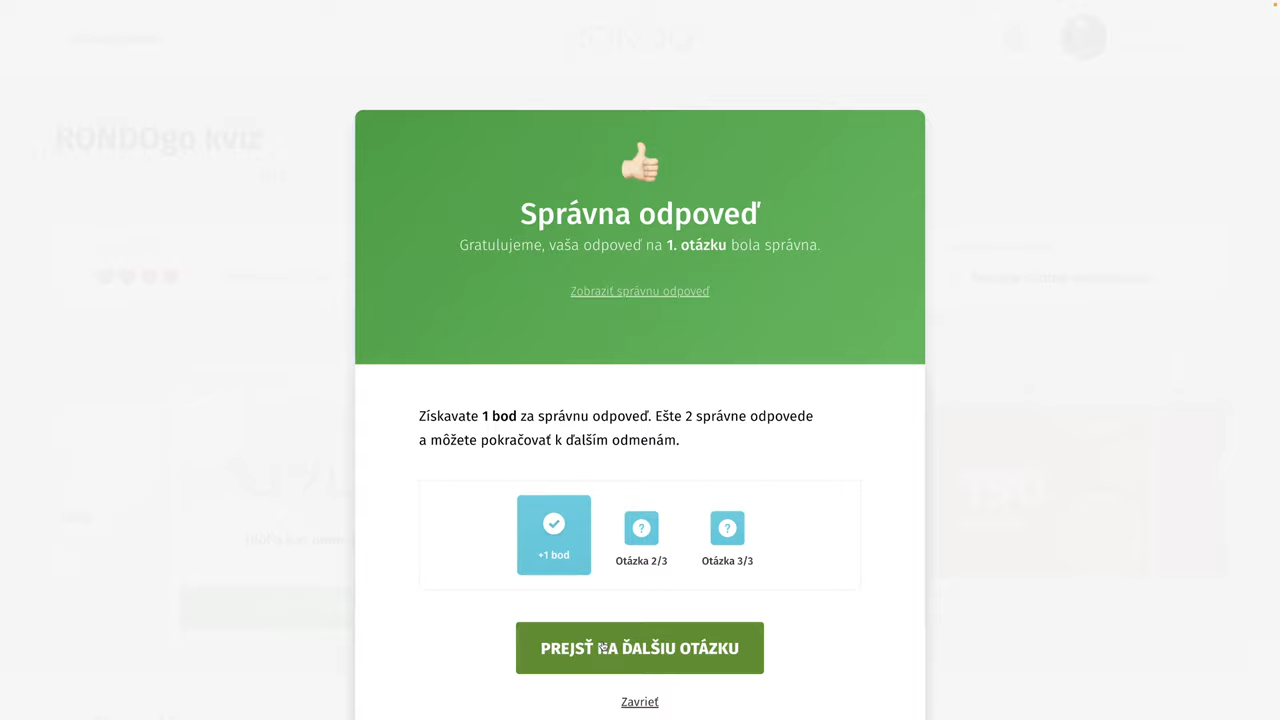 RONDOgo kvíz
Správna odpoveď
Gratulujeme, vaša odpoveď na 1. otázku bola správna.
Zobraziť správnu odpoveď
Získavate 1 bod za správnu odpoveď. Ešte 2 správne odpovede
a môžete pokračovať k ďalším odmenám.
+1 bod
Otázka 2/3
Otázka 3/3
PREJSŤ NA ĎALŠIU OTÁZKU
Zavrieť